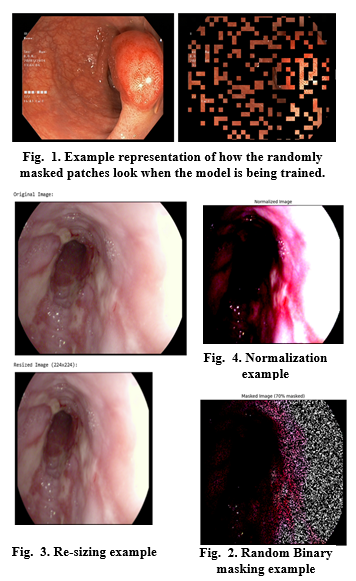 Fig. 1. Example representation of how the randomly
masked patches look when the model is being trained.
Original Image:
Resized Image (224x224):
Fig. 3. Re-sizing example
Normalized Image
Fig. 4. Normalization
example
Masked Image (70% masked)
Fig. 2. Random Binary
masking example